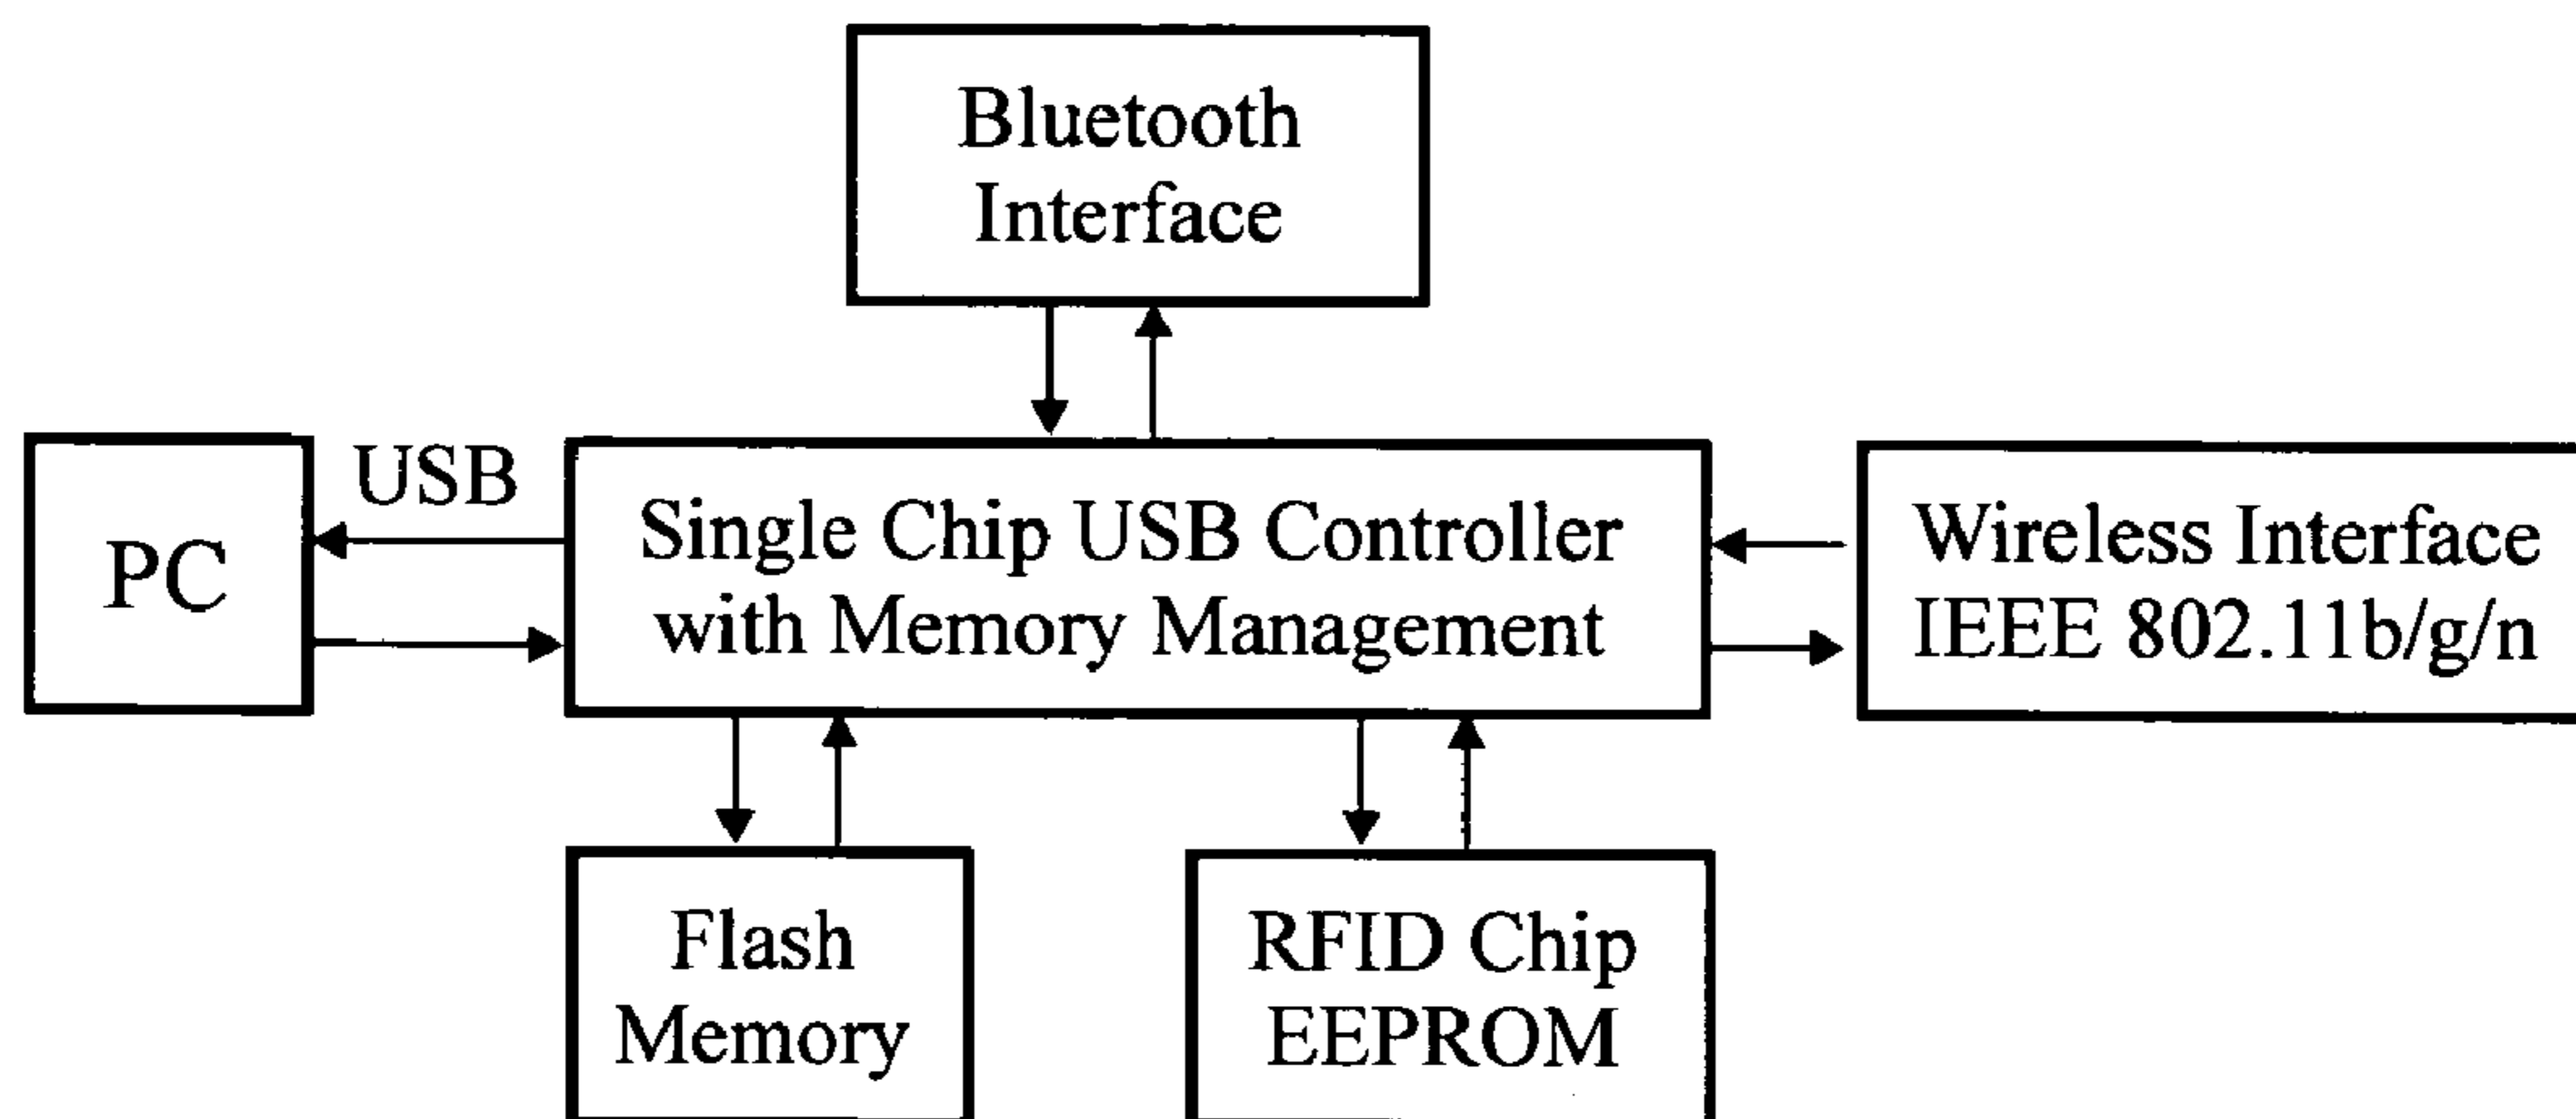 Bluetooth
Interface
USB
PC
Single Chip USB Controller
with Memory Management
Wireless Interface
IEEE 802.11b/g/n
Flash
Memory
RFID Chip
EEPROM